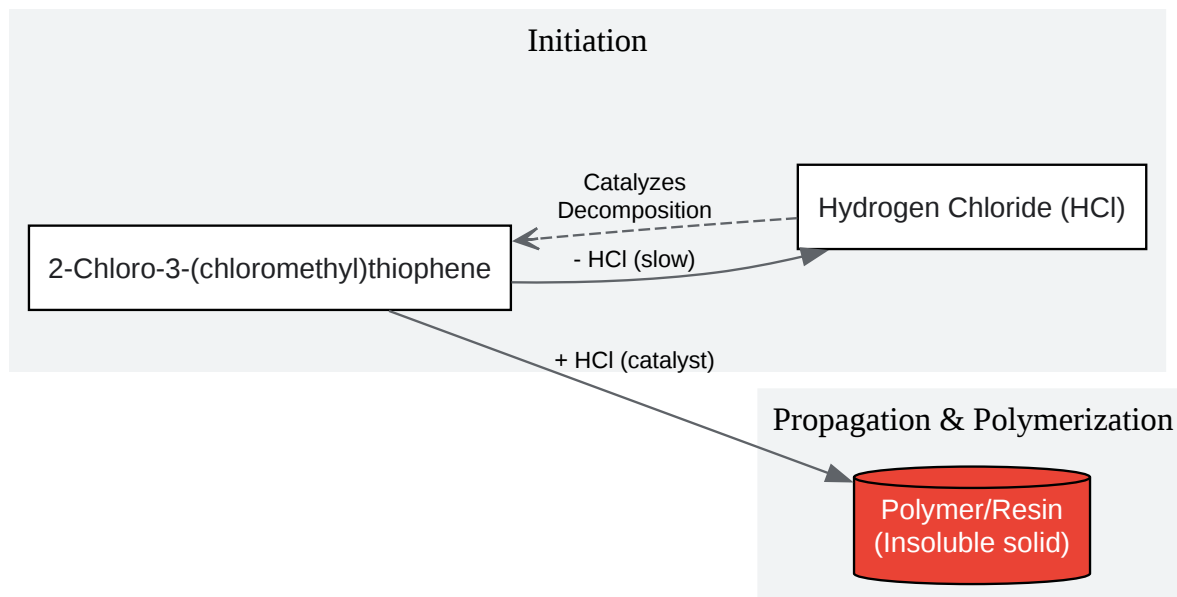 Initiation
Catalyzes
Decomposition
Hydrogen Chloride (HCl)
2-Chloro-3-(chloromethyl)thiophene
- HCl (slow)
+ HCl (catalyst)
Propagation & Polymerization
Polymer/Resin
(Insoluble solid)